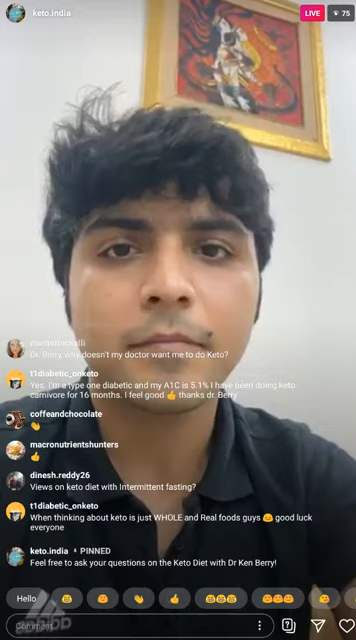 keto.india
LIVE
75
Dr. Berry, why doesn't my doctor want me to do Keto?
t1diabetic_onketo
Yes. I'm a type one diabetic and my A1C is 5.1% I have been doing keto
carnivore for 16 months. I feel good 👍 thanks dr. Berry
coffeandchocolate
👋
macronutrientshunters
👍
dinesh.reddy26
Views on keto diet with Intermittent fasting?
t1diabetic_onketo
When thinking about keto is just WHOLE and Real foods guys 😊 good luck
everyone
keto.india PINNED
Feel free to ask your questions on the Keto Diet with Dr Ken Berry!
Hello
Comment